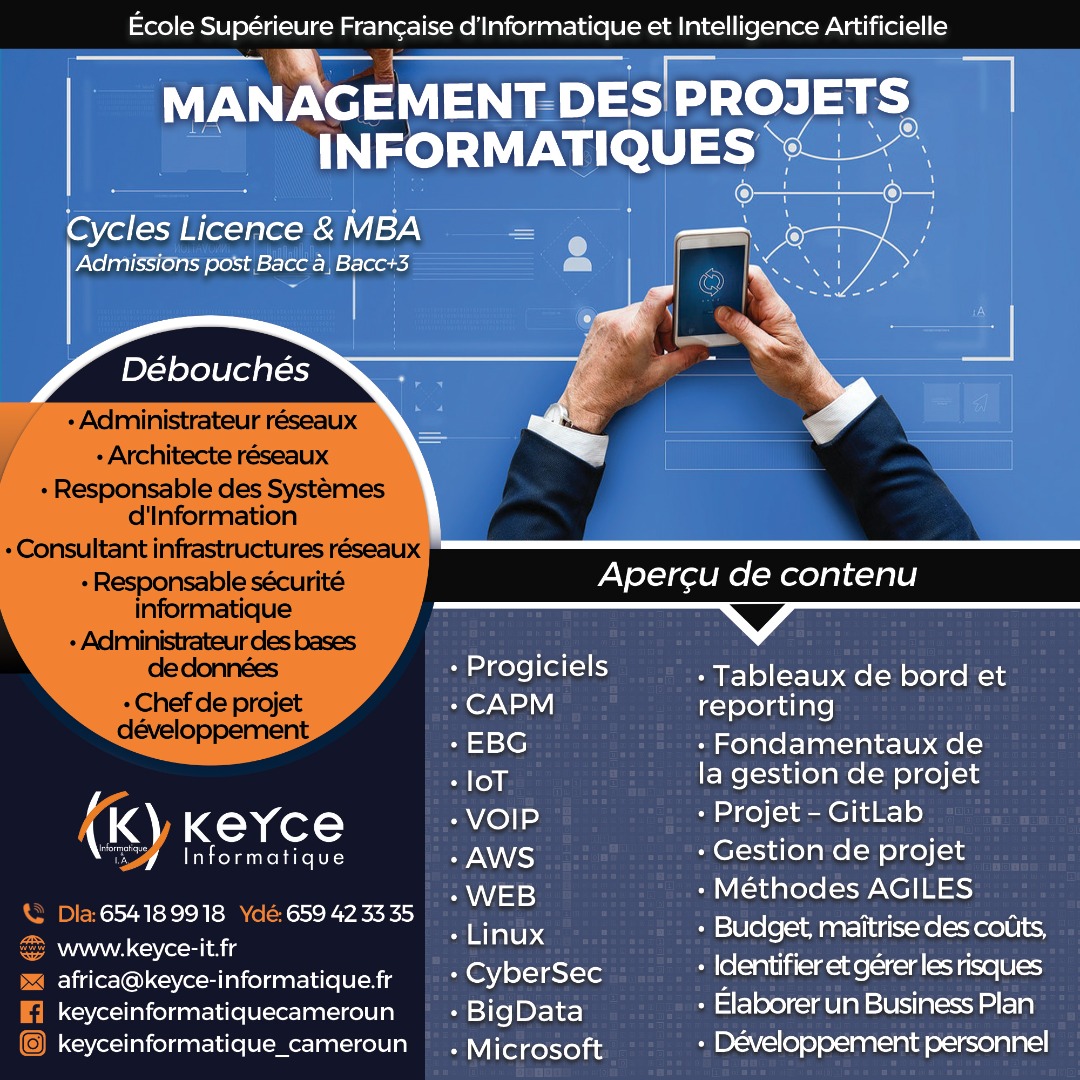 École Supérieure Française d'Informatique et Intelligence Artificielle
MANAGEMENT DES PROJETS
INFORMATIQUES
Cycles Licence & MBA
Admissions post Bacc à Bacc+3
Débouchés
• Administrateur réseaux
• Architecte réseaux
• Responsable des Systèmes
d'Information
• Consultant infrastructures réseaux
• Responsable sécurité
informatique
• Administrateur des bases
de données
• Chef de projet
développement
Aperçu de contenu
• Progiciels
• CAPM
• EBG
• IoT
• VOIP
• AWS
• WEB
• Linux
• CyberSec
• BigData
• Microsoft
• Tableaux de bord et
reporting
• Fondamentaux de
la gestion de projet
• Projet – GitLab
• Gestion de projet
• Méthodes AGILES
• Budget, maîtrise des coûts,
• Identifier et gérer les risques
• Élaborer un Business Plan
• Développement personnel
(K)
Informatique
&
I.A
KEYCE
Informatique
Dla: 654 18 99 18 Ydé: 659 42 33 35
www.keyce-it.fr
africa@keyce-informatique.fr
keyceinformatiquecameroun
keyceinformatique_cameroun